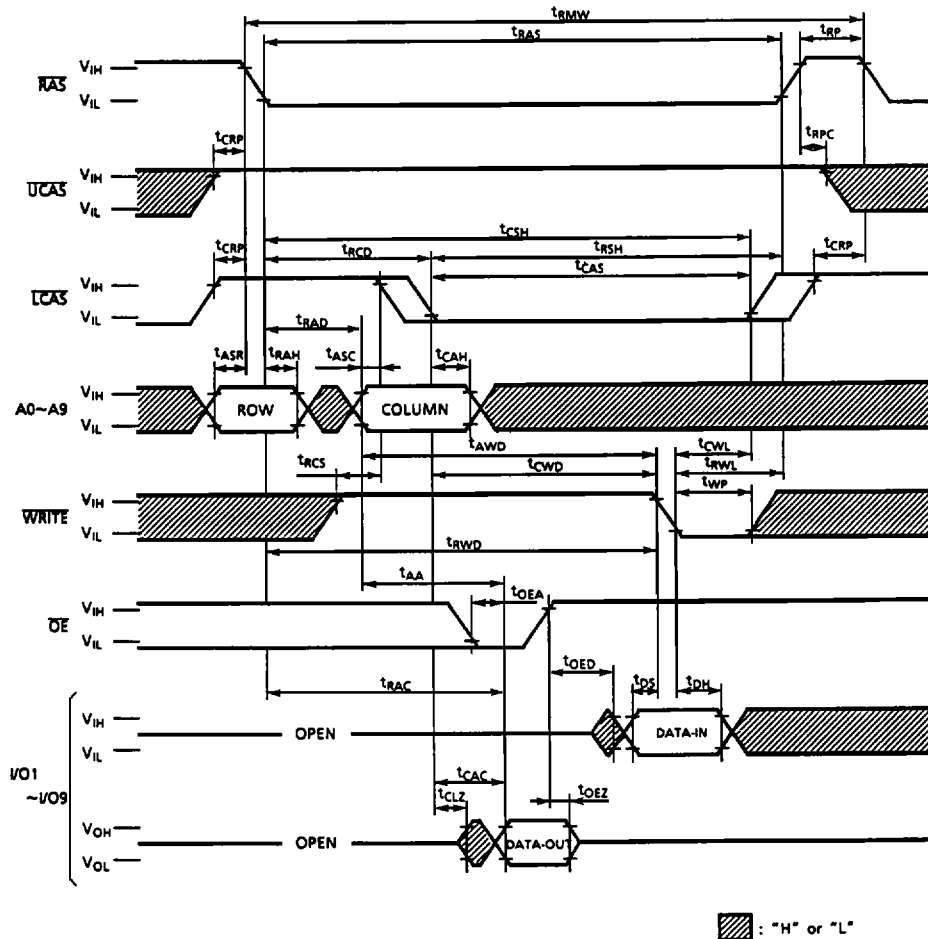 tRMW
tRAS
tRP
RAS
VIH
VIL
tCRP
tRPC
UCAS
VIH
VIL
tCSH
tCRP
tRCD
tRSH
tCRP
tCAS
LCAS
VIH
VIL
tRAD
tASR
tRAH
tASC
tCAH
A0~A9
VIH
VIL
ROW
COLUMN
tAWD
tCWL
tRCS
tCWD
tRWL
tWP
WRITE
VIH
VIL
tRWD
tAA
tOEA
OE
VIH
VIL
tOED
tRAC
tDS
tDH
VIH
VIL
OPEN
DATA-IN
I/O1
~I/O9
tCAC
tCLZ
tOEZ
VOH
VOL
OPEN
DATA-OUT
: "H" or "L"